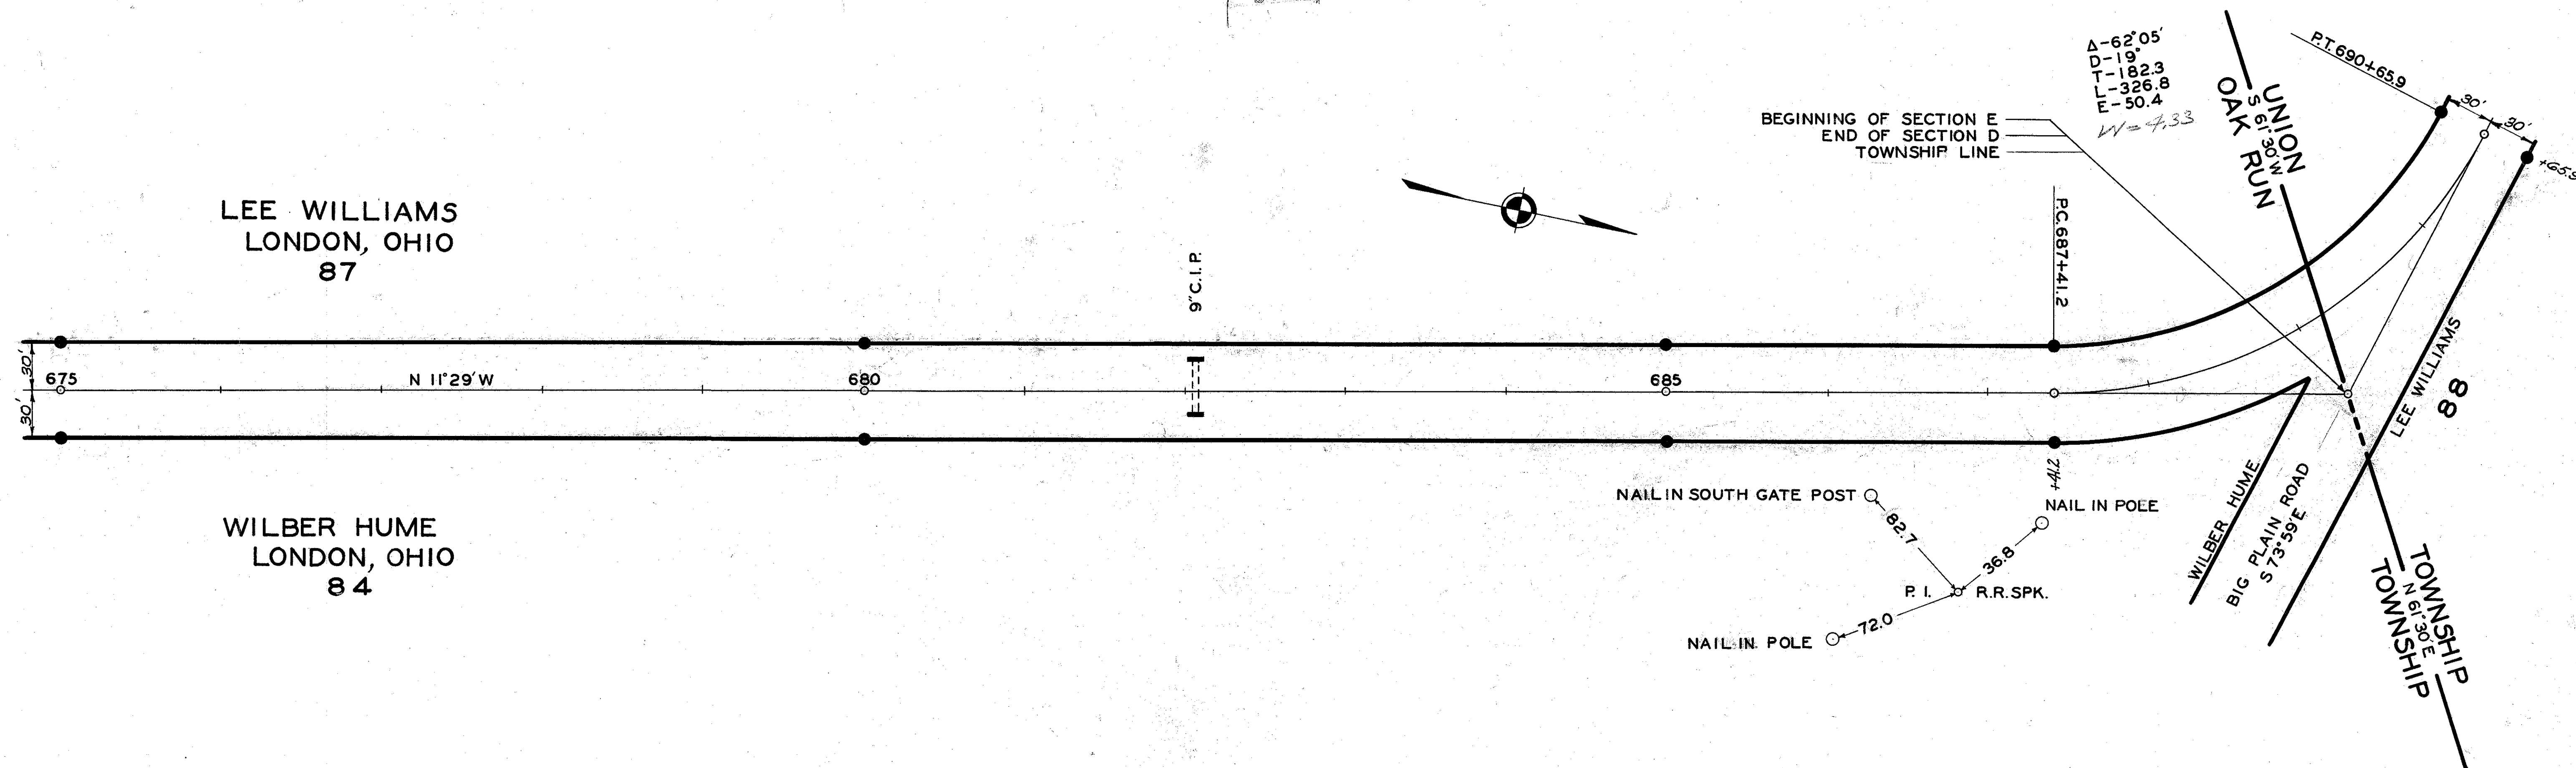 Δ-62°05'
D-19°
T-182.3
L-326.8
E-50.4
W=4.33
P.T. 690+65.9
30'
30'
+65.9
UNION
S 61°30'W
OAK RUN
BEGINNING OF SECTION E
END OF SECTION D
TOWNSHIP LINE
LEE WILLIAMS
LONDON, OHIO
87
9" C.I.P.
P.C. 687+41.2
30'
30'
675
N 11°29'W
680
685
LEE WILLIAMS
88
WILBER HUME
LONDON, OHIO
84
+41.2
NAIL IN SOUTH GATE POST
82.7
NAIL IN POLE
36.8
P. I.
R.R. SPK.
72.0
NAIL IN POLE
WILBER HUME
BIG PLAIN ROAD
S 73°59'E
TOWNSHIP
N 61°30'E
TOWNSHIP